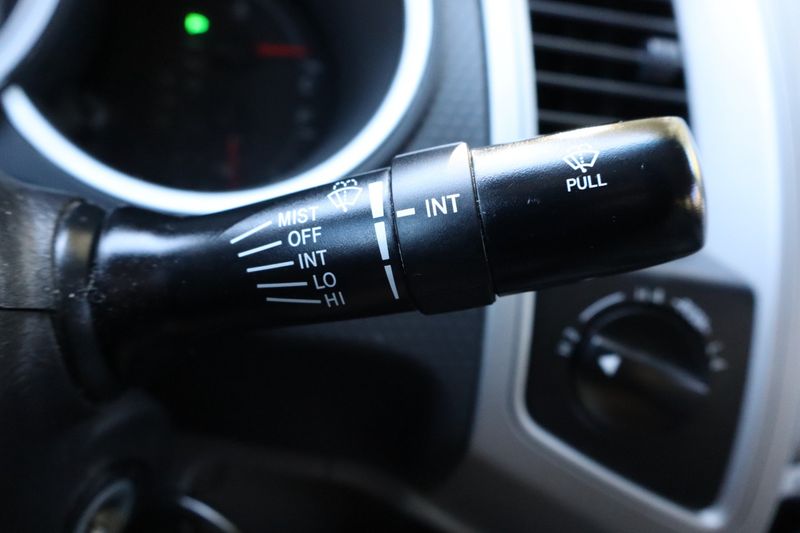 MIST
OFF
INT
LO
HI
INT
PULL